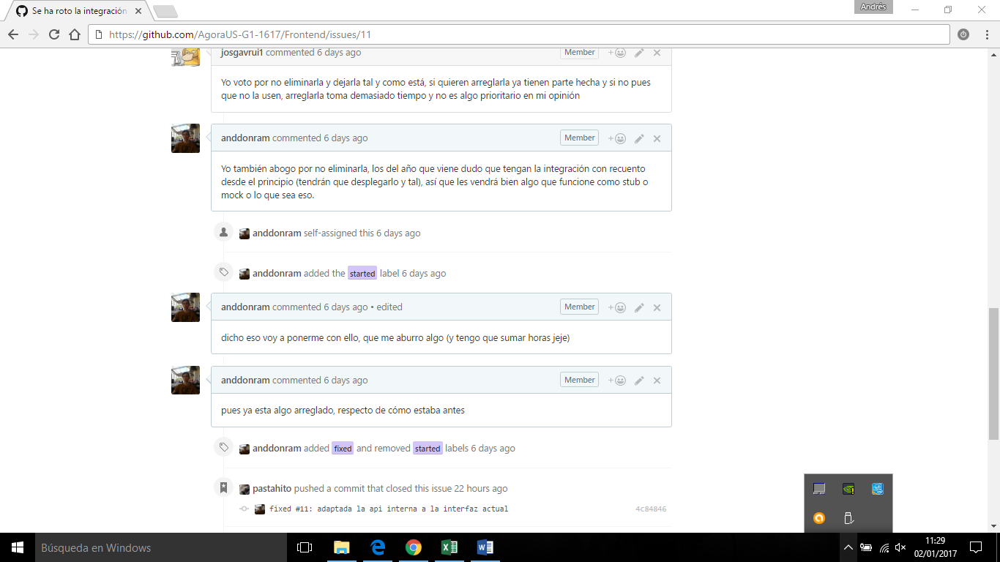 Se ha roto la integración
Andrés
https://github.com/AgoraUS-G1-1617/Frontend/issues/11
josgavrui1 commented 6 days ago
Member
Yo voto por no eliminarla y dejarla tal y como está, si quieren arreglarla ya tienen parte hecha y si no pues
que no la usen, arreglarla toma demasiado tiempo y no es algo prioritario en mi opinión
anddonram commented 6 days ago
Member
Yo también abogo por no eliminarla, los del año que viene dudo que tengan la integración con recuento
desde el principio (tendrán que desplegarlo y tal), así que les vendrá bien algo que funcione como stub o
mock o lo que sea eso.
anddonram self-assigned this 6 days ago
anddonram added the started label 6 days ago
anddonram commented 6 days ago • edited
Member
dicho eso voy a ponerme con ello, que me aburro algo (y tengo que sumar horas jeje)
anddonram commented 6 days ago
Member
pues ya esta algo arreglado, respecto de cómo estaba antes
anddonram added fixed and removed started labels 6 days ago
pastahito pushed a commit that closed this issue 22 hours ago
fixed #11: adaptada la api interna a la interfaz actual
4c84846
Búsqueda en Windows
11:29
02/01/2017